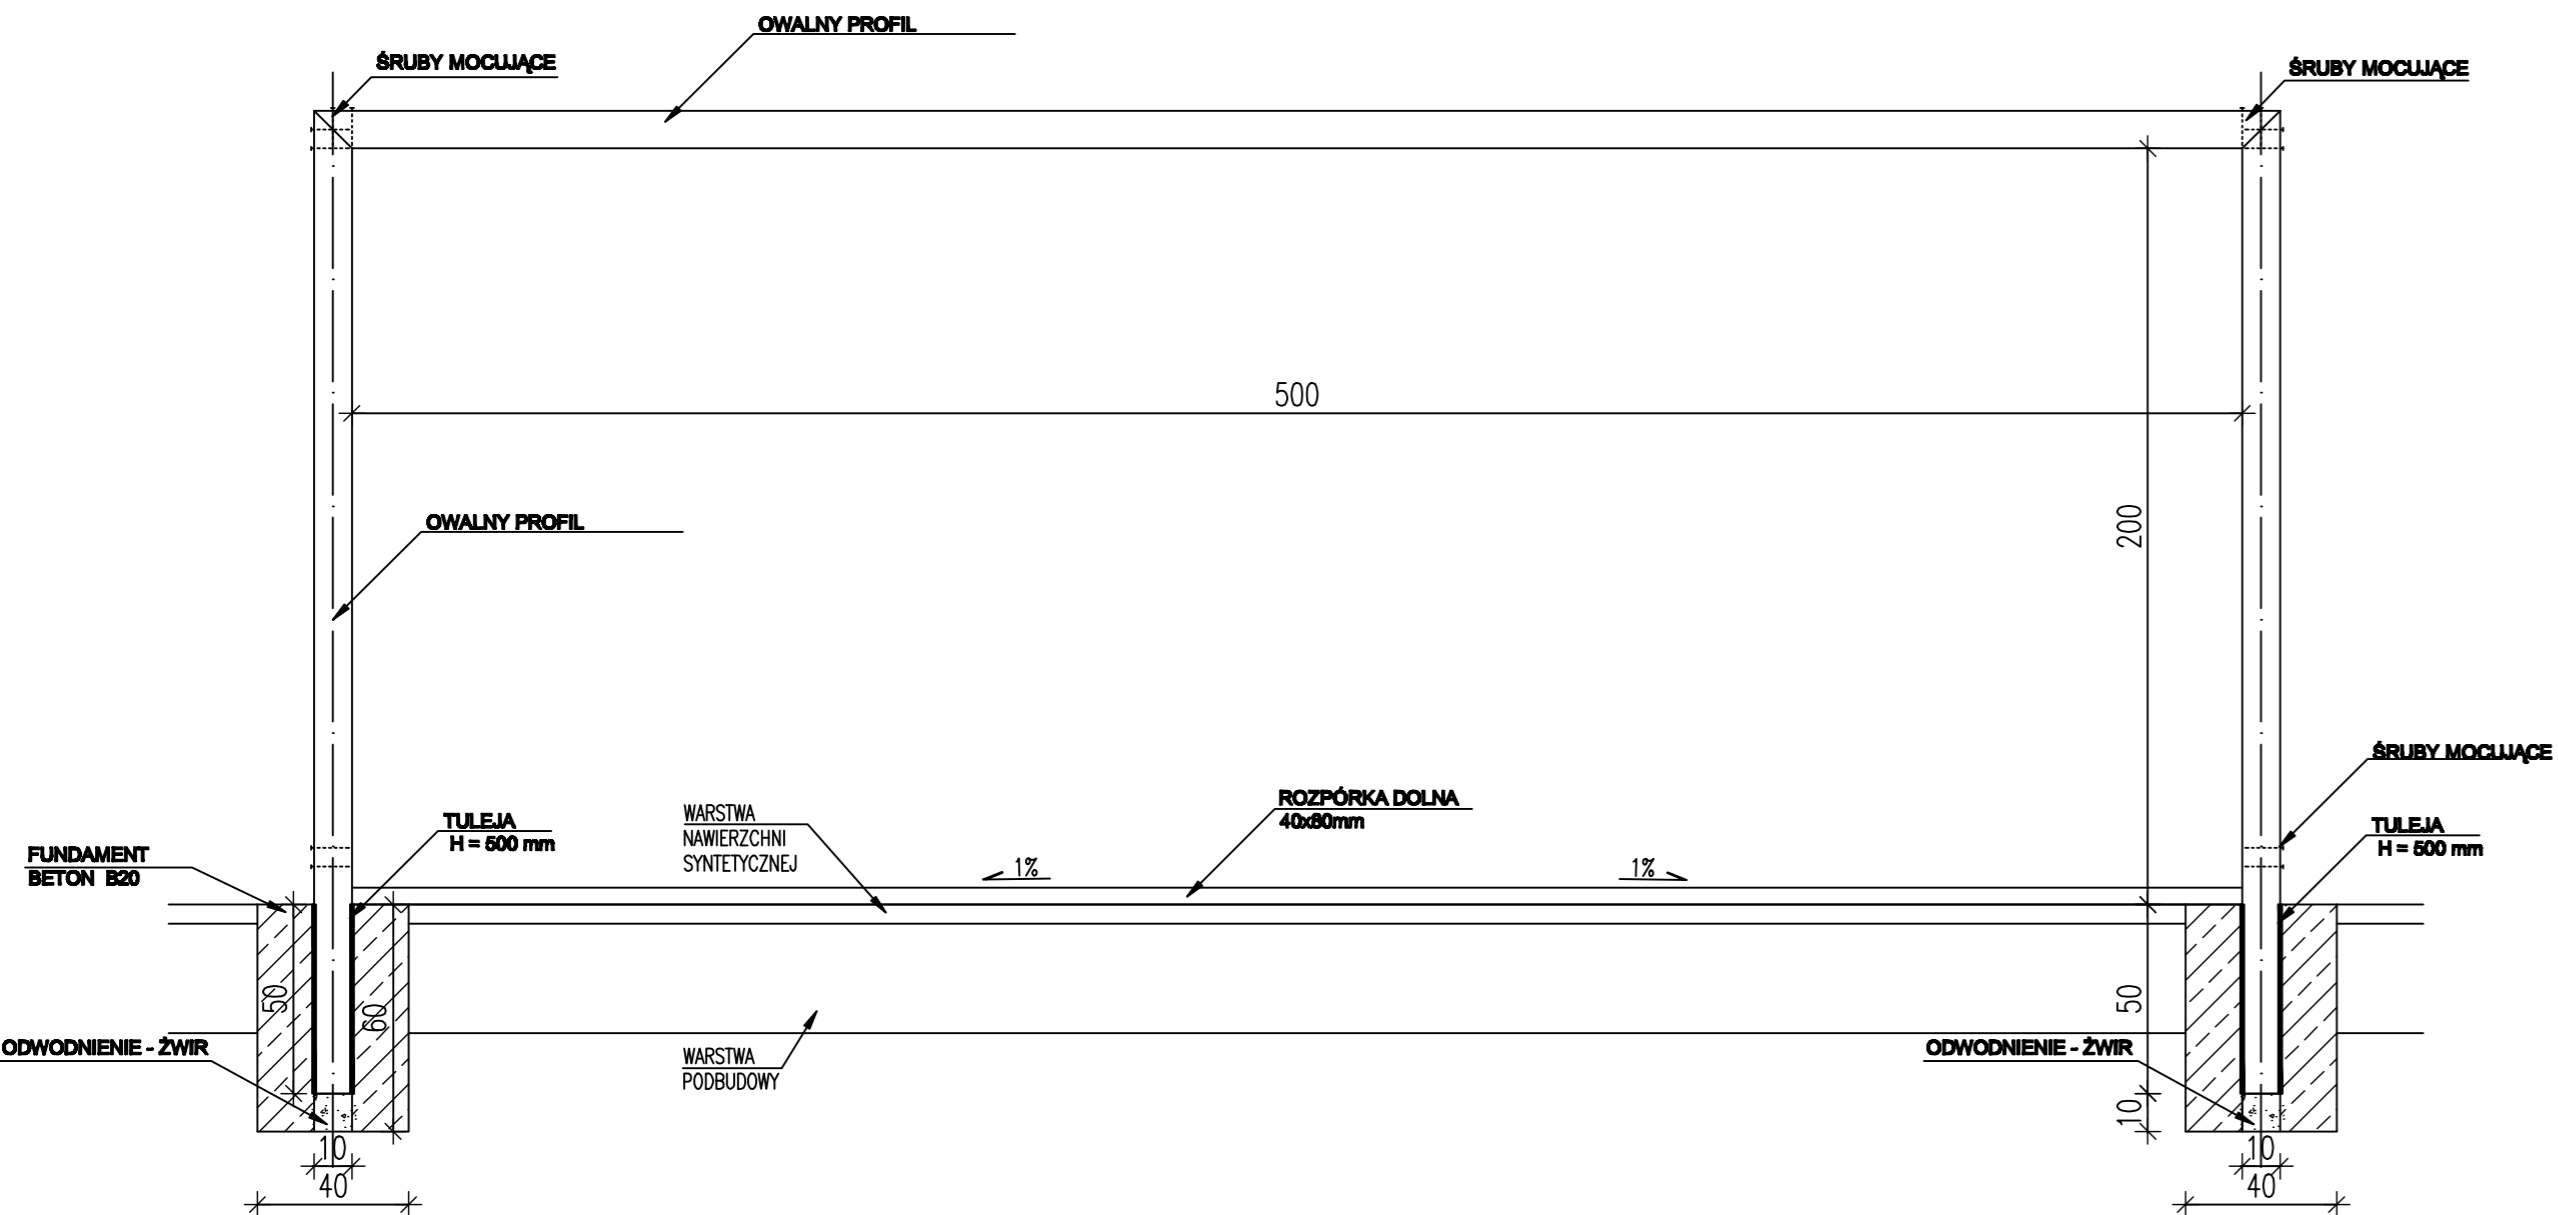 OWALNY PROFIL
ŚRUBY MOCUJĄCE
ŚRUBY MOCUJĄCE
500
200
OWALNY PROFIL
ŚRUBY MOCUJĄCE
ROZPÓRKA DOLNA
40x80mm
WARSTWA
NAWIERZCHNI
SYNTETYCZNEJ
TULEJA
H = 500 mm
TULEJA
H = 500 mm
FUNDAMENT
BETON B20
1%
1%
50
60
50
ODWODNIENIE - ŻWIR
ODWODNIENIE - ŻWIR
WARSTWA
PODBUDOWY
10
10
40
10
40